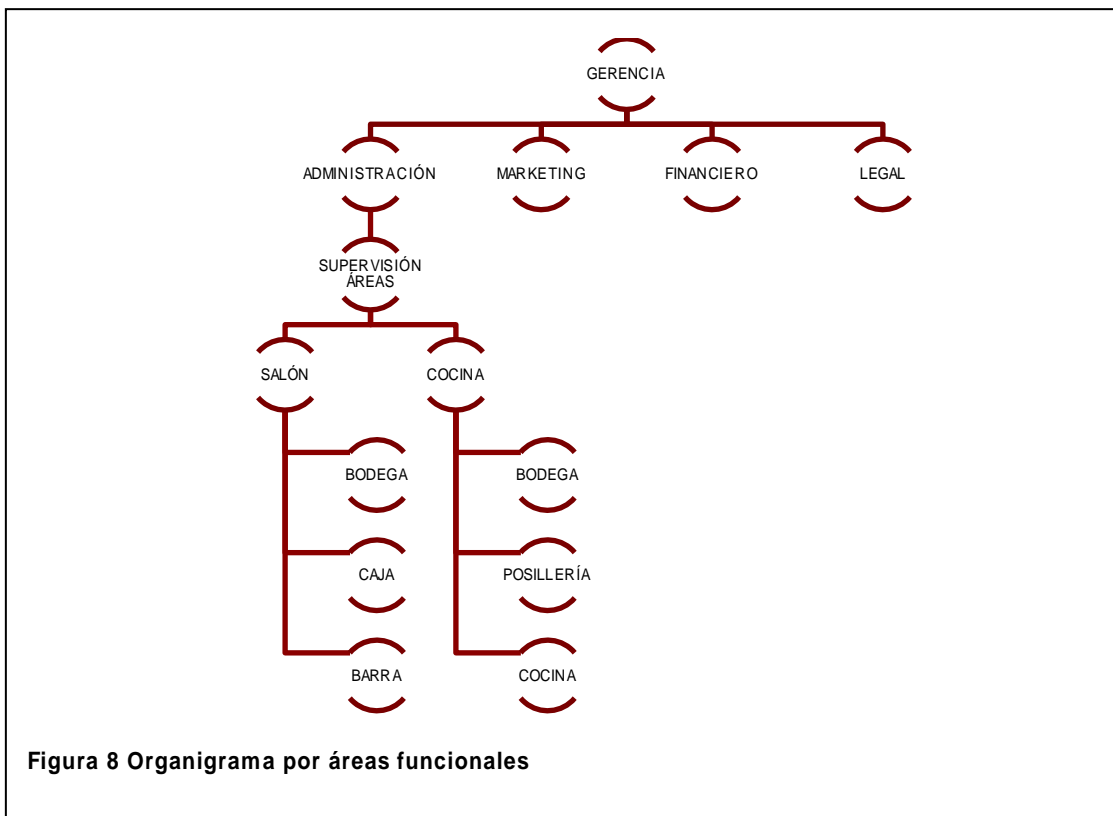 GERENCIA
ADMINISTRACIÓN
MARKETING
FINANCIERO
LEGAL
SUPERVISIÓN
ÁREAS
SALÓN
COCINA
BODEGA
BODEGA
CAJA
POSILLERÍA
BARRA
COCINA
Figura 8 Organigrama por áreas funcionales